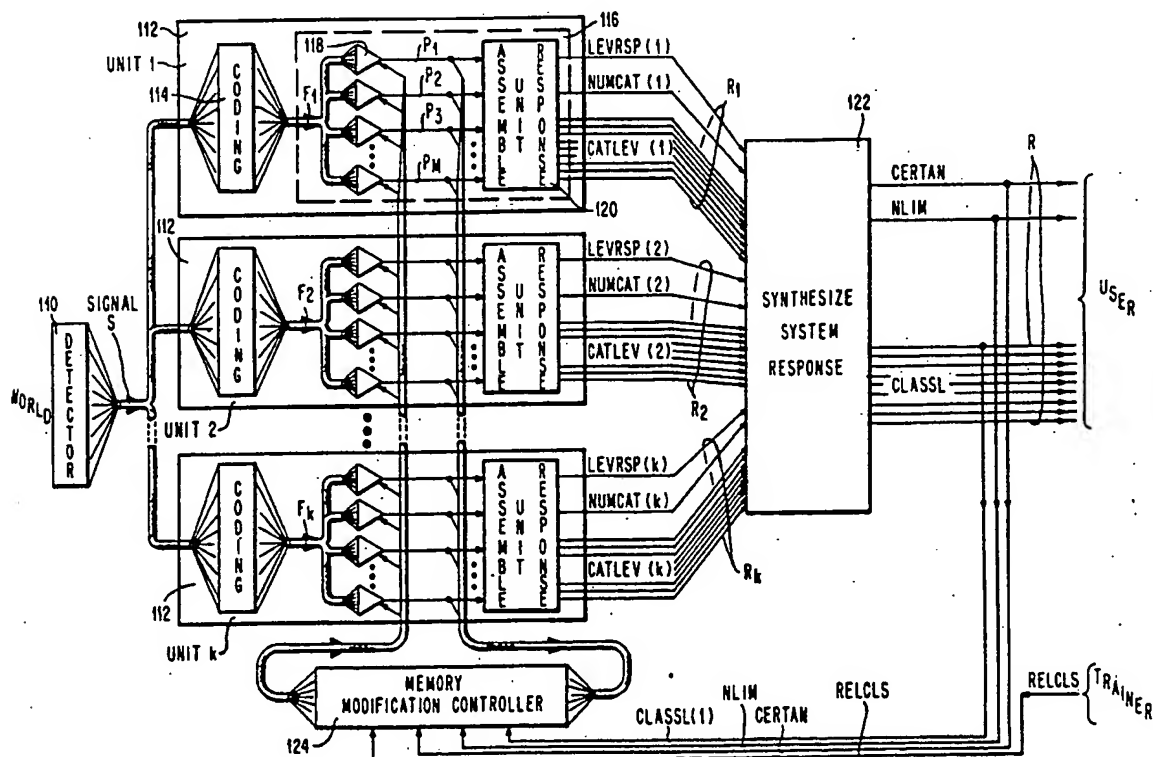 112
UNIT 1
114
CODING
118
F1
P1
P2
P3
PM
116
ASSEMBLE UNIT RESPONSE
120
LEVRSP(1)
NUMCAT(1)
CATLEV (1)
R1
122
SYNTHESIZE
SYSTEM
RESPONSE
CERTAN
NLIM
CLASSL
R
USER
WORLD
110
DETECTOR
SIGNAL
S
112
CODING
F2
UNIT 2
ASSEMBLE UNIT RESPONSE
LEVRSP(2)
NUMCAT(2)
CATLEV (2)
R2
CODING
Fk
112
UNIT k
ASSEMBLE UNIT RESPONSE
LEVRSP(k)
NUMCAT(k)
CATLEV (k)
Rk
MEMORY
MODIFICATION CONTROLLER
124
CLASSL(1)
NLIM
CERTAN
RELCLS
RELCLS
TRAINER